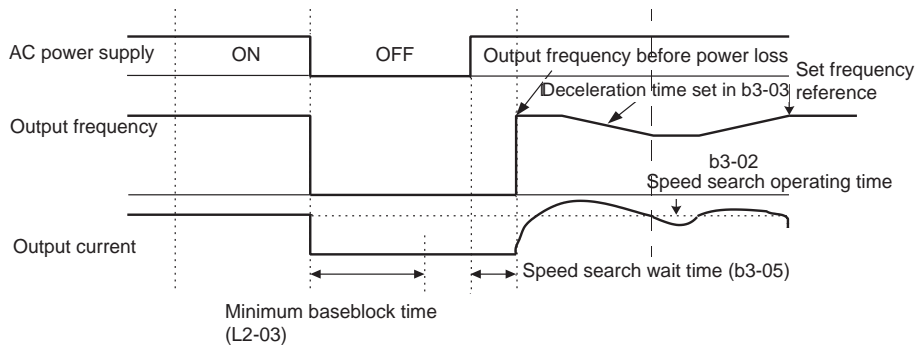 AC power supply
ON
OFF
Output frequency before power loss
Set frequency
reference
Deceleration time set in b3-03
Output frequency
b3-02
Speed search operating time
Output current
Speed search wait time (b3-05)
Minimum baseblock time
(L2-03)